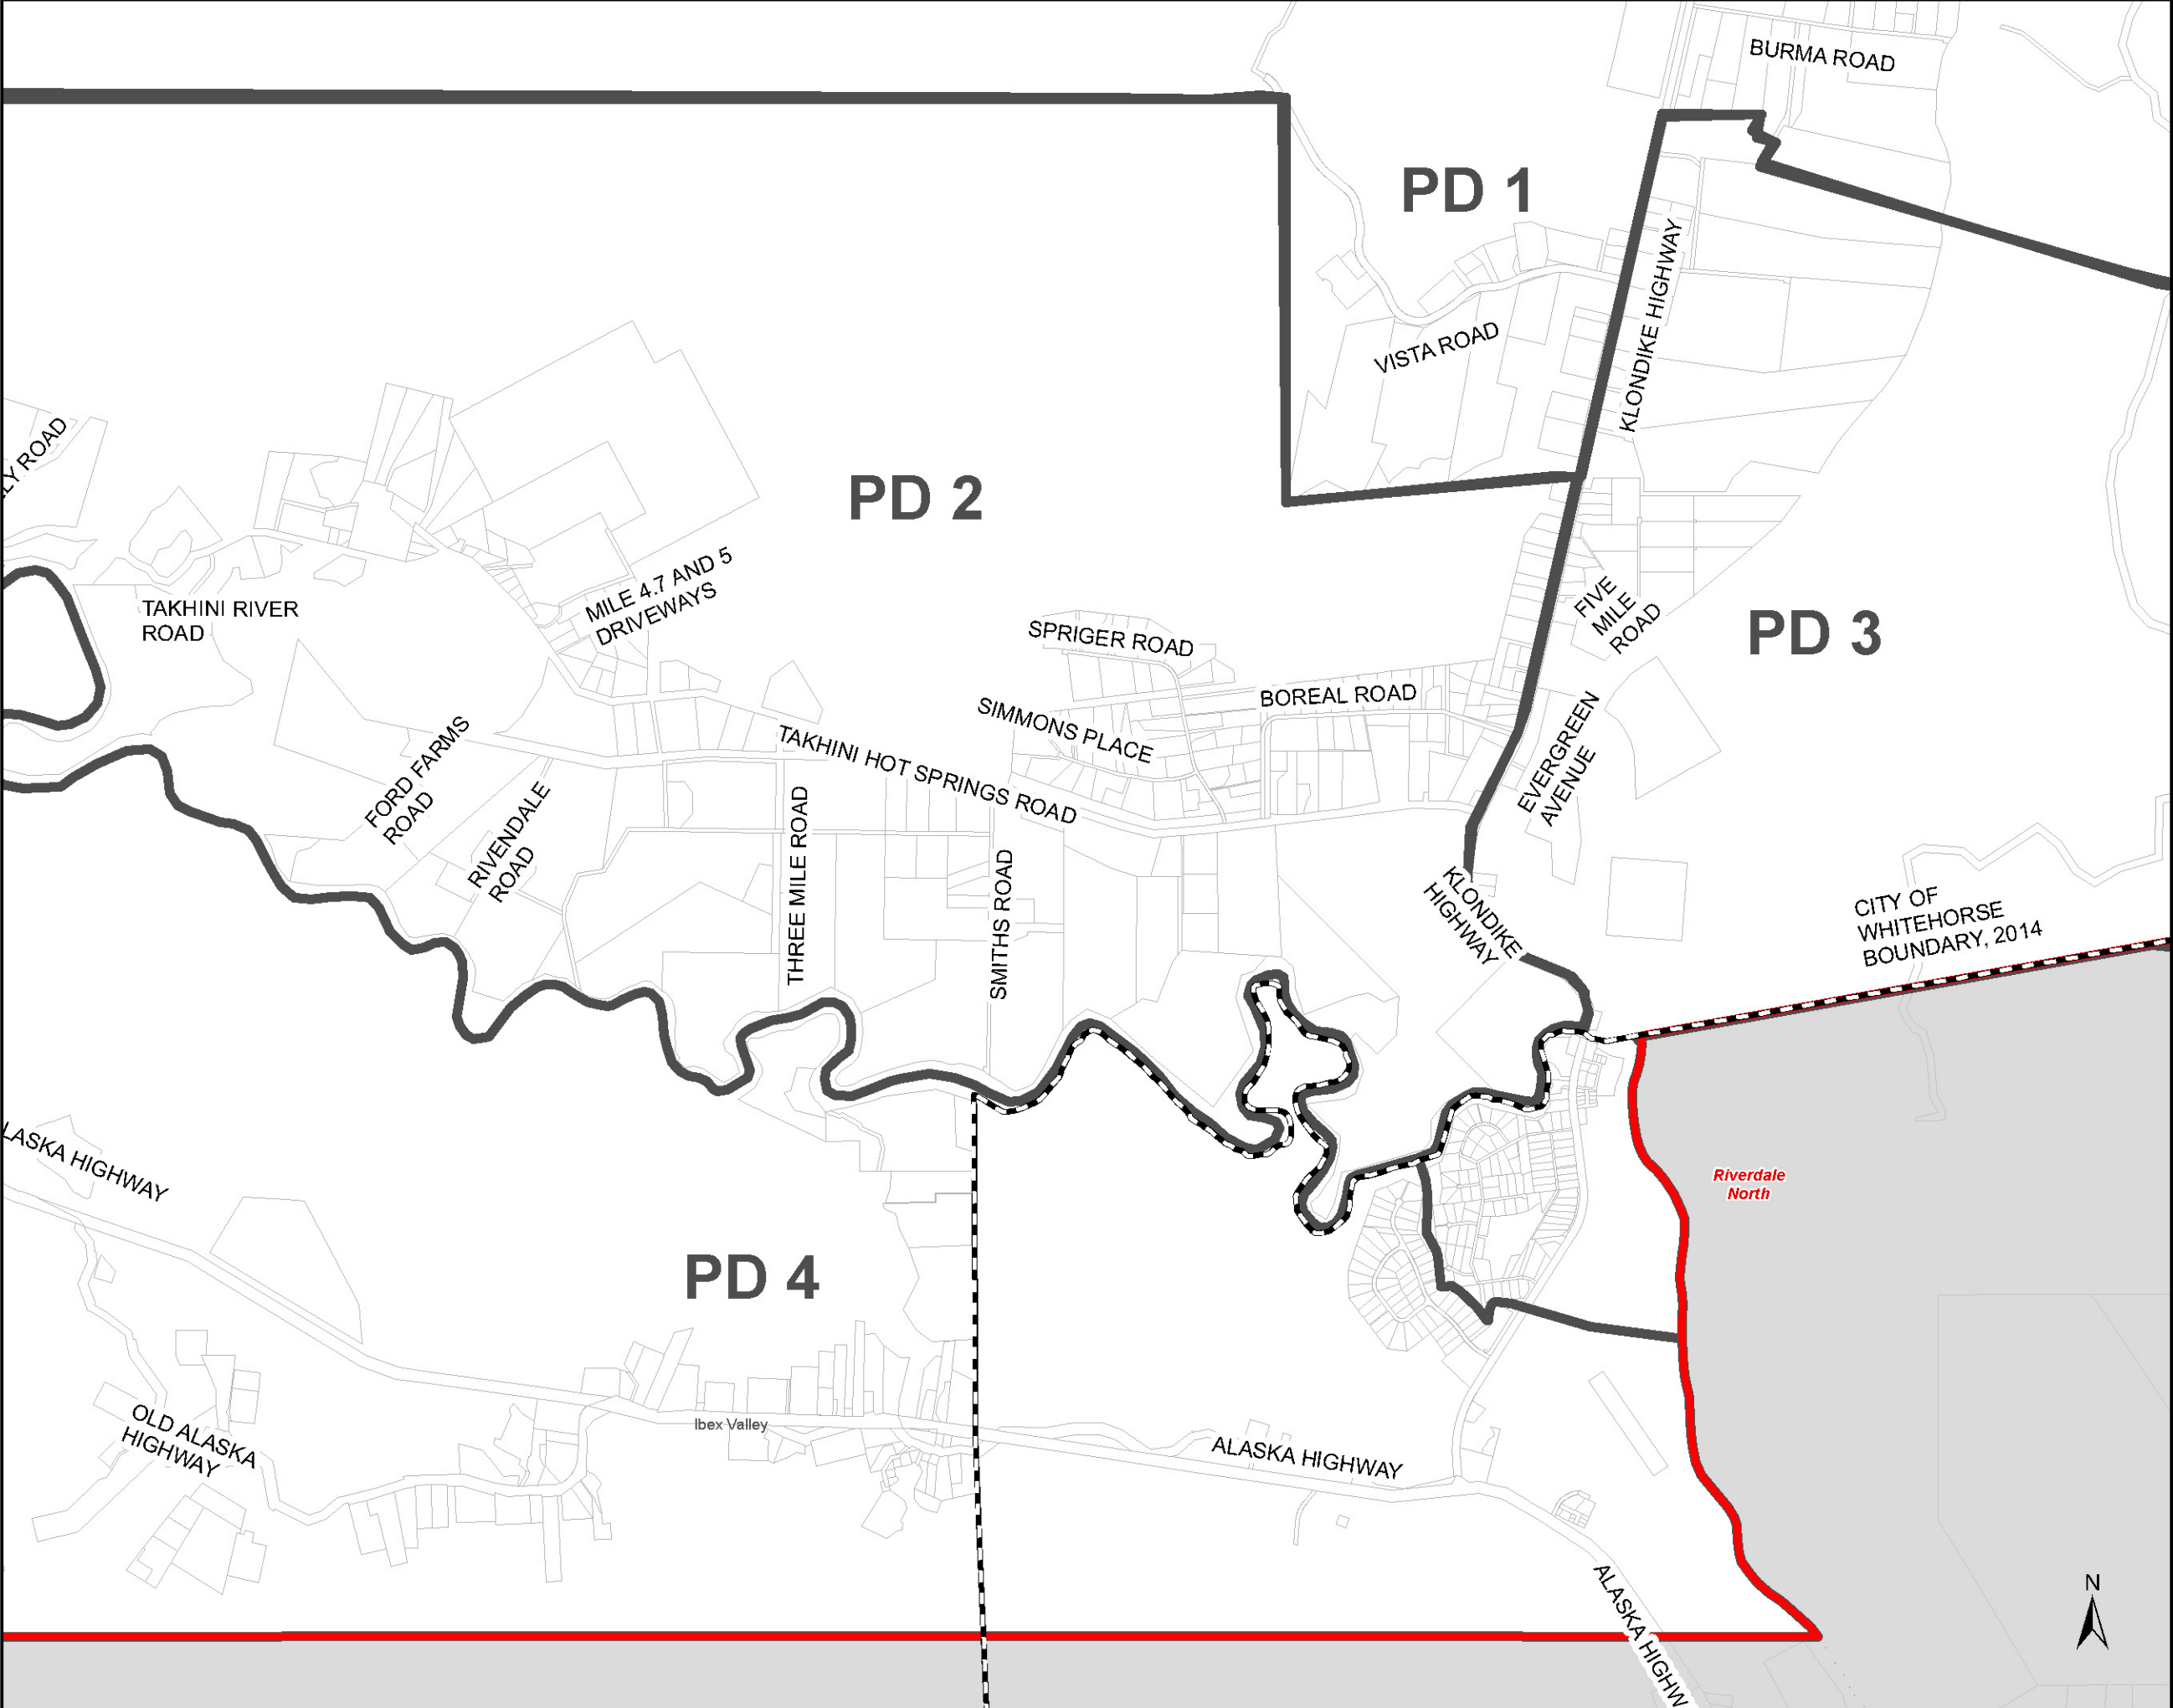 BURMA ROAD
PD 1
KLONDIKE HIGHWAY
VISTA ROAD
LY ROAD
PD 2
MILE 4.7 AND 5
DRIVEWAYS
FIVE
MILE
ROAD
PD 3
TAKHINI RIVER
ROAD
SPRIGER ROAD
BOREAL ROAD
SIMMONS PLACE
EVERGREEN
AVENUE
TAKHINI HOT SPRINGS ROAD
FORD FARMS
ROAD
RIVENDALE
ROAD
THREE MILE ROAD
SMITHS ROAD
KLONDIKE
HIGHWAY
CITY OF
WHITEHORSE
BOUNDARY, 2014
LASKA HIGHWAY
Riverdale
North
PD 4
OLD ALASKA
HIGHWAY
Ibex Valley
ALASKA HIGHWAY
ALASKA HIGHW
N